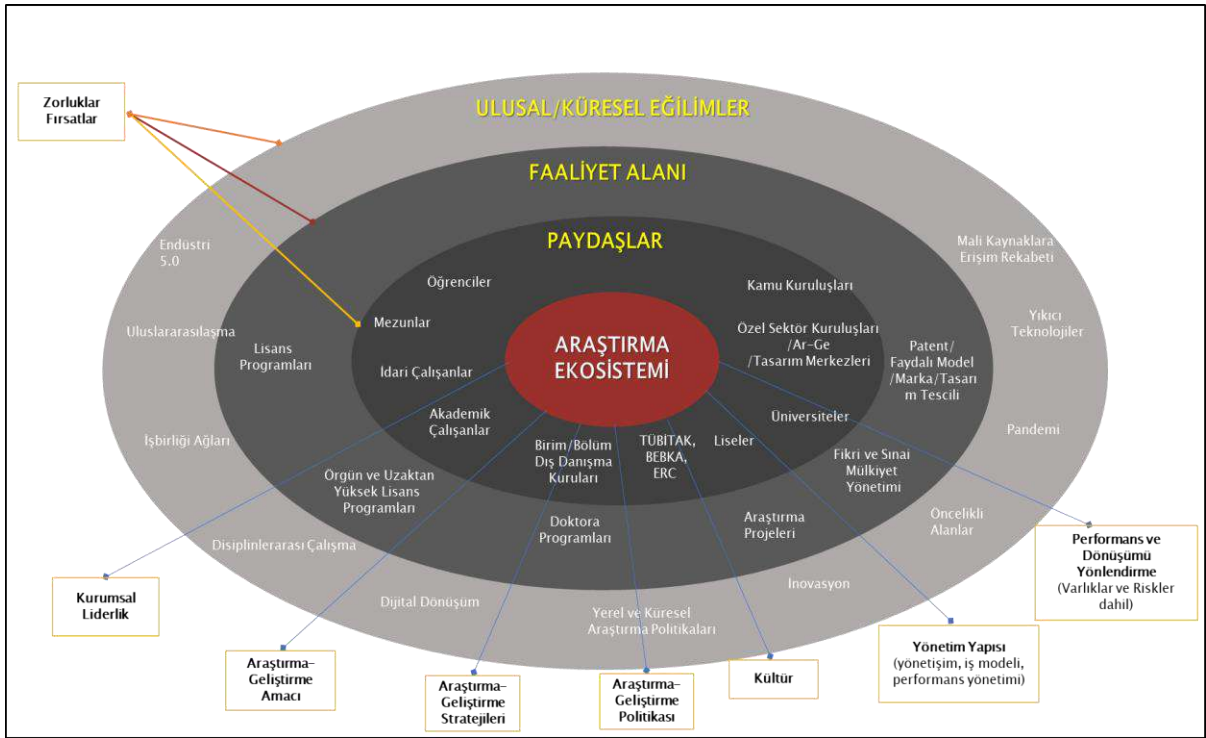 Zorluklar
Fırsatlar
ULUSAL/KÜRESEL EĞİLİMLER
FAALİYET ALANI
PAYDAŞLAR
ARAŞTIRMA
EKOSİSTEMİ
Öğrenciler
Mezunlar
İdari Çalışanlar
Akademik
Çalışanlar
Birim/Bölüm
Dış Danışma
Kurulları
TÜBİTAK,
BEBKA,
ERC
Liseler
Üniversiteler
Özel Sektör Kuruluşları
/Ar-Ge
/Tasarım Merkezleri
Kamu Kuruluşları
Lisans
Programları
Örgün ve Uzaktan
Yüksek Lisans
Programları
Doktora
Programları
Araştırma
Projeleri
Fikri ve Sınai
Mülkiyet
Yönetimi
Patent/
Faydalı Model
/Marka/Tasarı
m Tescili
Endüstri
5.0
Uluslararasılaşma
İşbirliği Ağları
Disiplinlerarası Çalışma
Dijital Dönüşüm
Yerel ve Küresel
Araştırma Politikaları
İnovasyon
Öncelikli
Alanlar
Pandemi
Yıkıcı
Teknolojiler
Mali Kaynaklara
Erişim Rekabeti
Kurumsal
Liderlik
Araştırma-
Geliştirme
Amacı
Araştırma-
Geliştirme
Stratejileri
Araştırma-
Geliştirme
Politikası
Kültür
Yönetim Yapısı
(yönetişim, iş modeli,
performans yönetimi)
Performans ve
Dönüşümü
Yönlendirme
(Varlıklar ve Riskler
dahil)